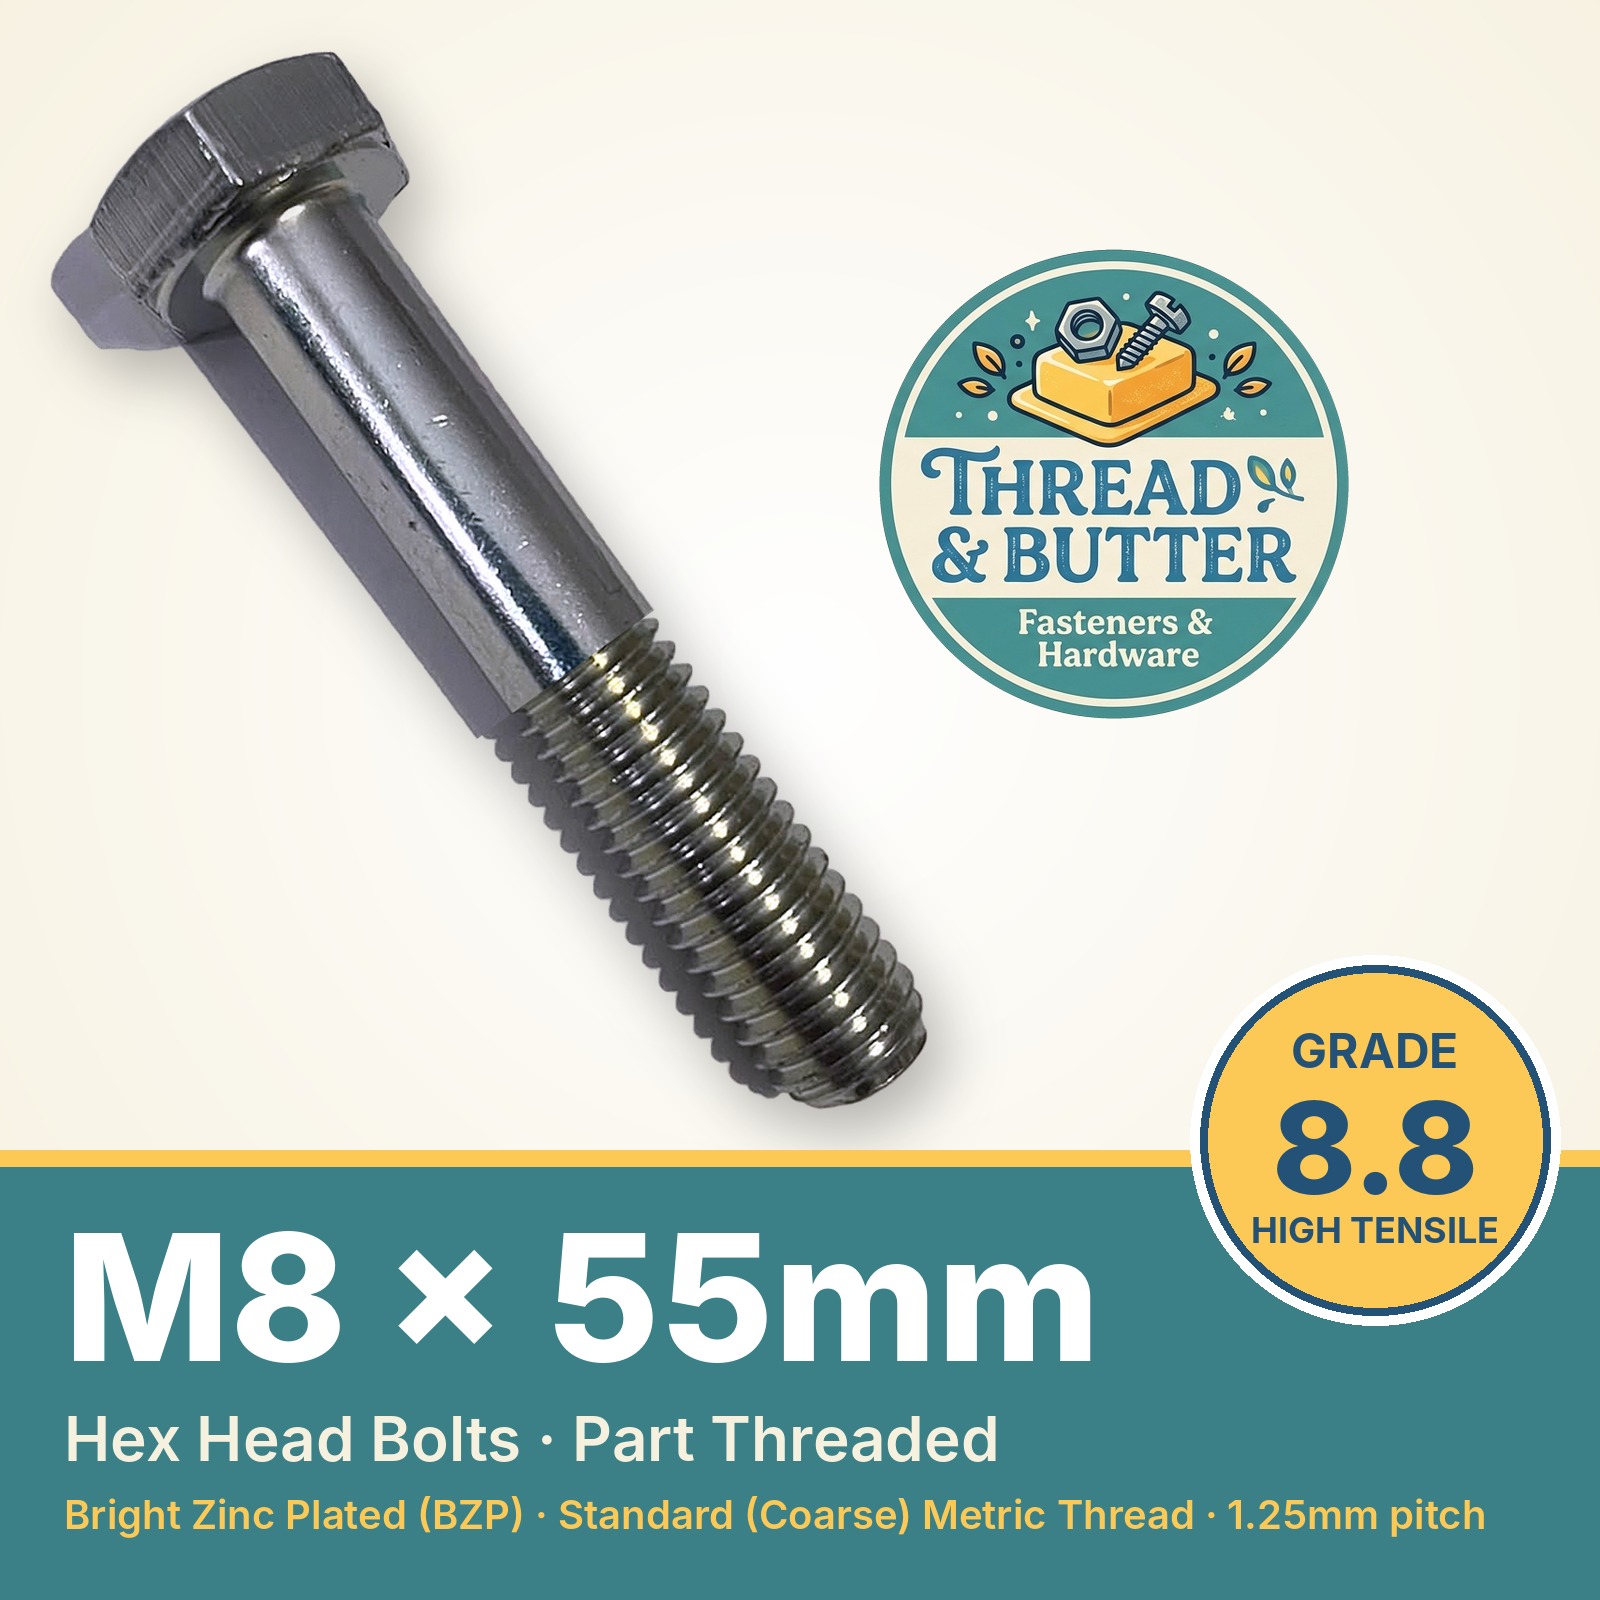 THREAD
& BUTTER
Fasteners &
Hardware
GRADE
8.8
HIGH TENSILE
M8 × 55mm
Hex Head Bolts · Part Threaded
Bright Zinc Plated (BZP) · Standard (Coarse) Metric Thread · 1.25mm pitch